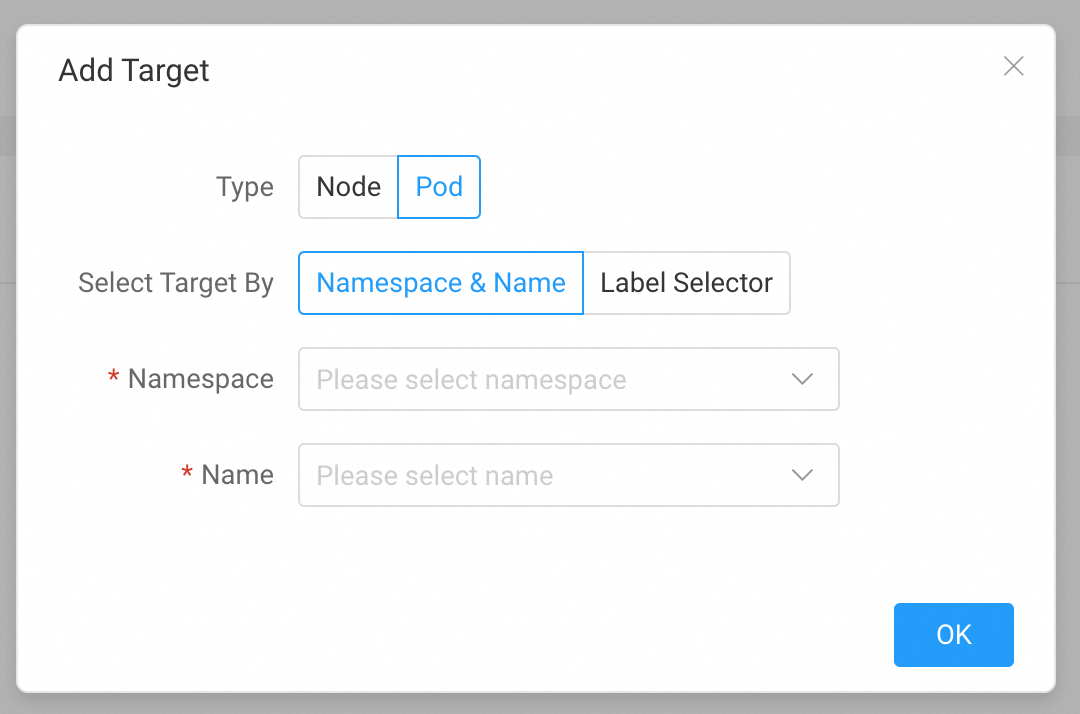 Add Target
Type Node Pod
Select Target By Namespace & Name Label Selector
* Namespace Please select namespace
* Name Please select name
OK